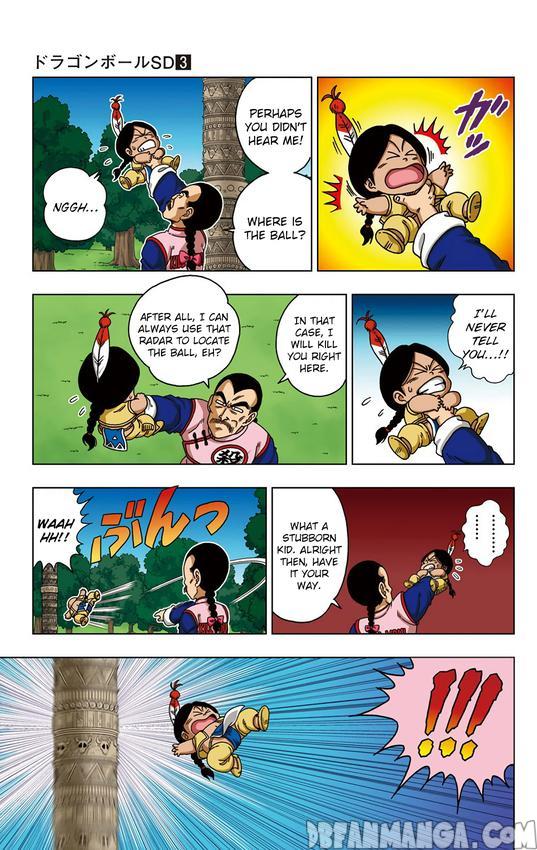 ドラゴンボールSD3
ガッ
PERHAPS
YOU DIDN'T
HEAR ME!
WHERE IS
THE BALL?
NGGH...
I'LL
NEVER
TELL
YOU...!!
IN THAT
CASE, I
WILL KILL
YOU RIGHT
HERE.
AFTER ALL, I CAN
ALWAYS USE THAT
RADAR TO LOCATE
THE BALL, EH?
殺
………
WHAT A
STUBBORN
KID. ALRIGHT
THEN, HAVE IT
YOUR WAY.
ぶんっ
WAAH
HH!!
!!!
DBFANMANGA.COM